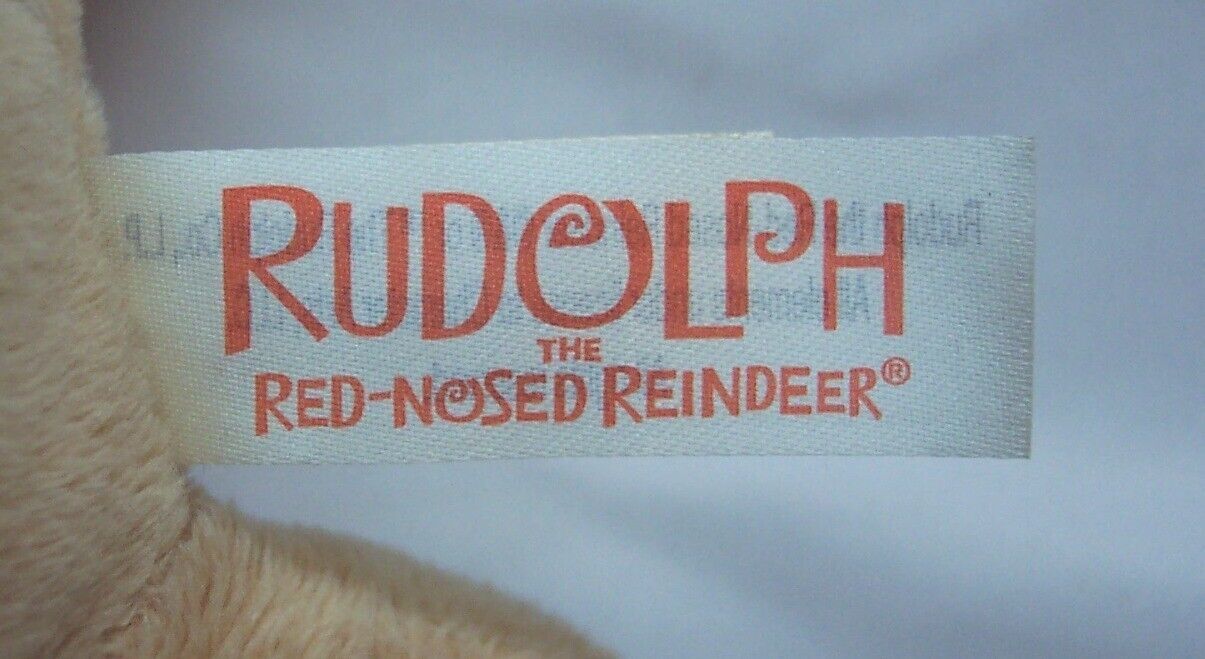 RUDOLPH
THE
RED-NOSED REINDEER®